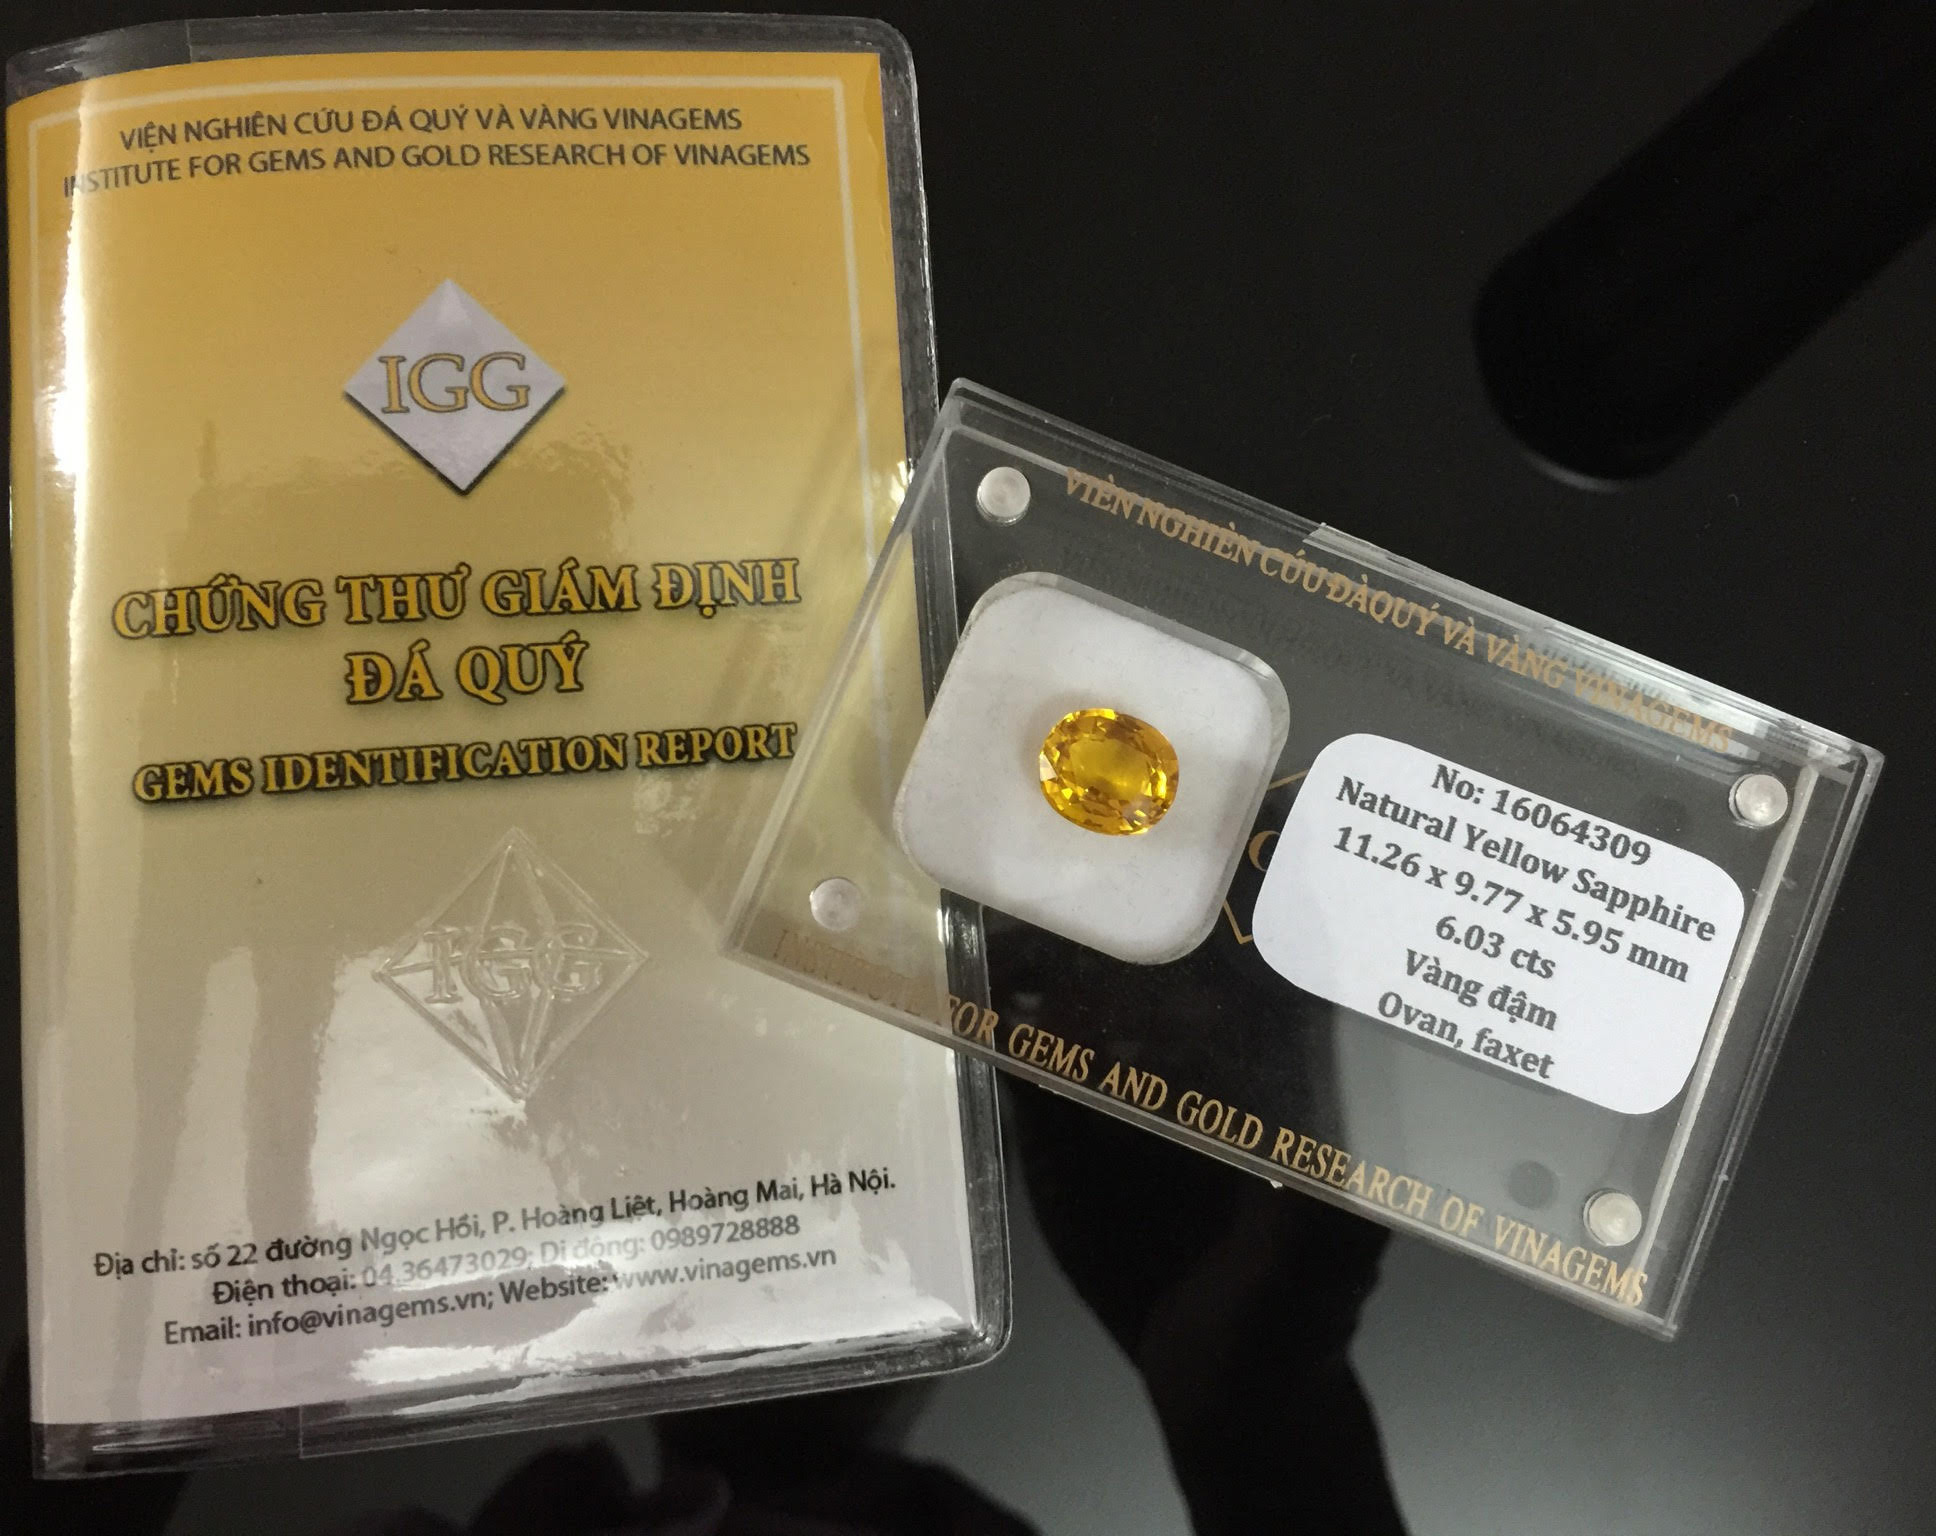 VIỆN NGHIÊN CỨU ĐÁ QUÝ VÀ VÀNG VINAGEMS
INSTITUTE FOR GEMS AND GOLD RESEARCH OF VINAGEMS
IGG
CHỨNG THƯ GIÁM ĐỊNH
ĐÁ QUÝ
GEMS IDENTIFICATION REPORT
IGG
Địa chỉ: số 22 đường Ngọc Hồi, P. Hoàng Liệt, Hoàng Mai, Hà Nội.
Điện thoại: 04.36473029; Di động: 0989728888
Email: info@vinagems.vn; Website: www.vinagems.vn
VIÊN NGHIÊN CÚU ĐÀ QUÝ VÀ VÀNG VINAGEMS
No: 16064309
Natural Yellow Sapphire
11.26 x 9.77 x 5.95 mm
6.03 cts
Vàng đậm
Ovan, faxet
INSTITUTE FOR GEMS AND GOLD RESEARCH OF VINAGEMS